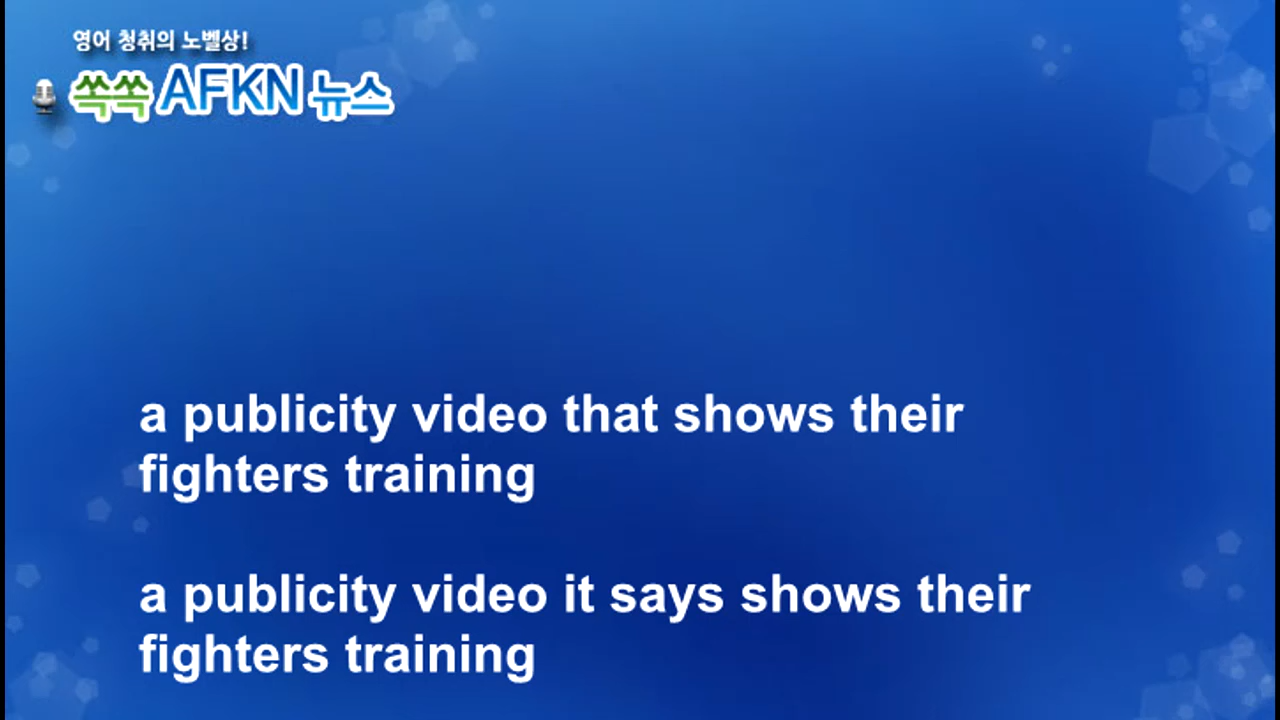 영어 청취의 노벨상!
쏙쏙 AFKN 뉴스
a publicity video that shows their
fighters training
a publicity video it says shows their
fighters training